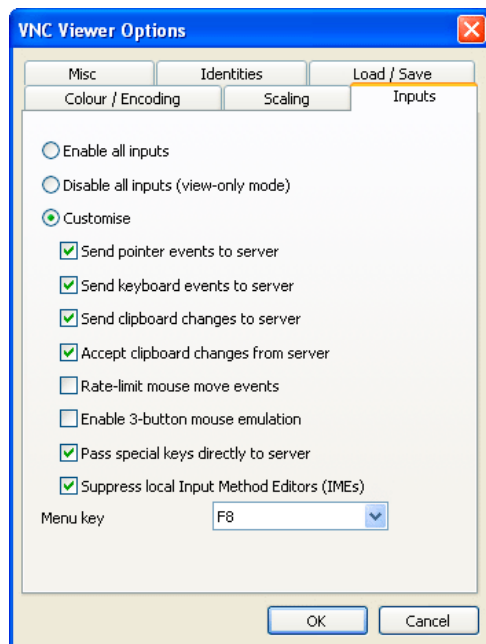 VNC Viewer Options
Misc Identities Load / Save
Colour / Encoding Scaling Inputs
Enable all inputs
Disable all inputs (view-only mode)
Customise
Send pointer events to server
Send keyboard events to server
Send clipboard changes to server
Accept clipboard changes from server
Rate-limit mouse move events
Enable 3-button mouse emulation
Pass special keys directly to server
Suppress local Input Method Editors (IMEs)
Menu key F8
OK Cancel